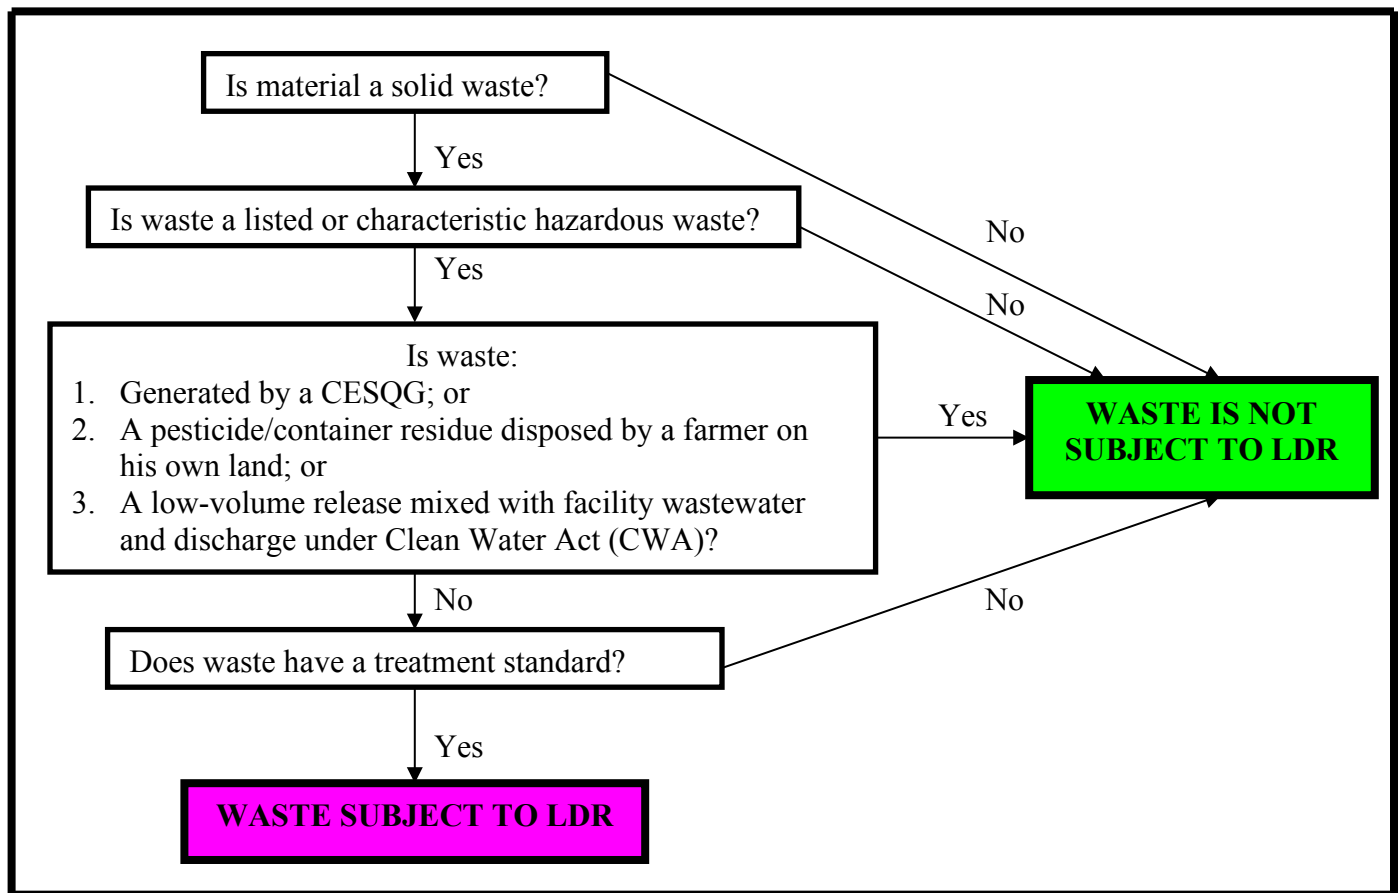 Is material a solid waste?
Yes
Is waste a listed or characteristic hazardous waste?
No
Yes
No
Is waste:
1. Generated by a CESQG; or
2. A pesticide/container residue disposed by a farmer on
his own land; or
3. A low-volume release mixed with facility wastewater
and discharge under Clean Water Act (CWA)?
Yes
WASTE IS NOT
SUBJECT TO LDR
No
No
Does waste have a treatment standard?
Yes
WASTE SUBJECT TO LDR